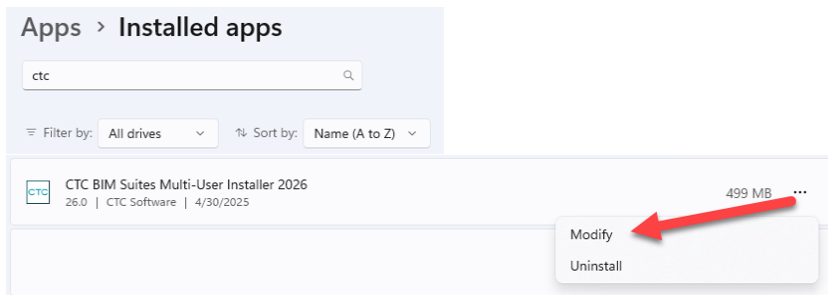 Apps > Installed apps
ctc
Filter by: All drives Sort by: Name (A to Z)
CTC
CTC BIM Suites Multi-User Installer 2026
26.0 | CTC Software | 4/30/2025
499 MB
Modify
Uninstall